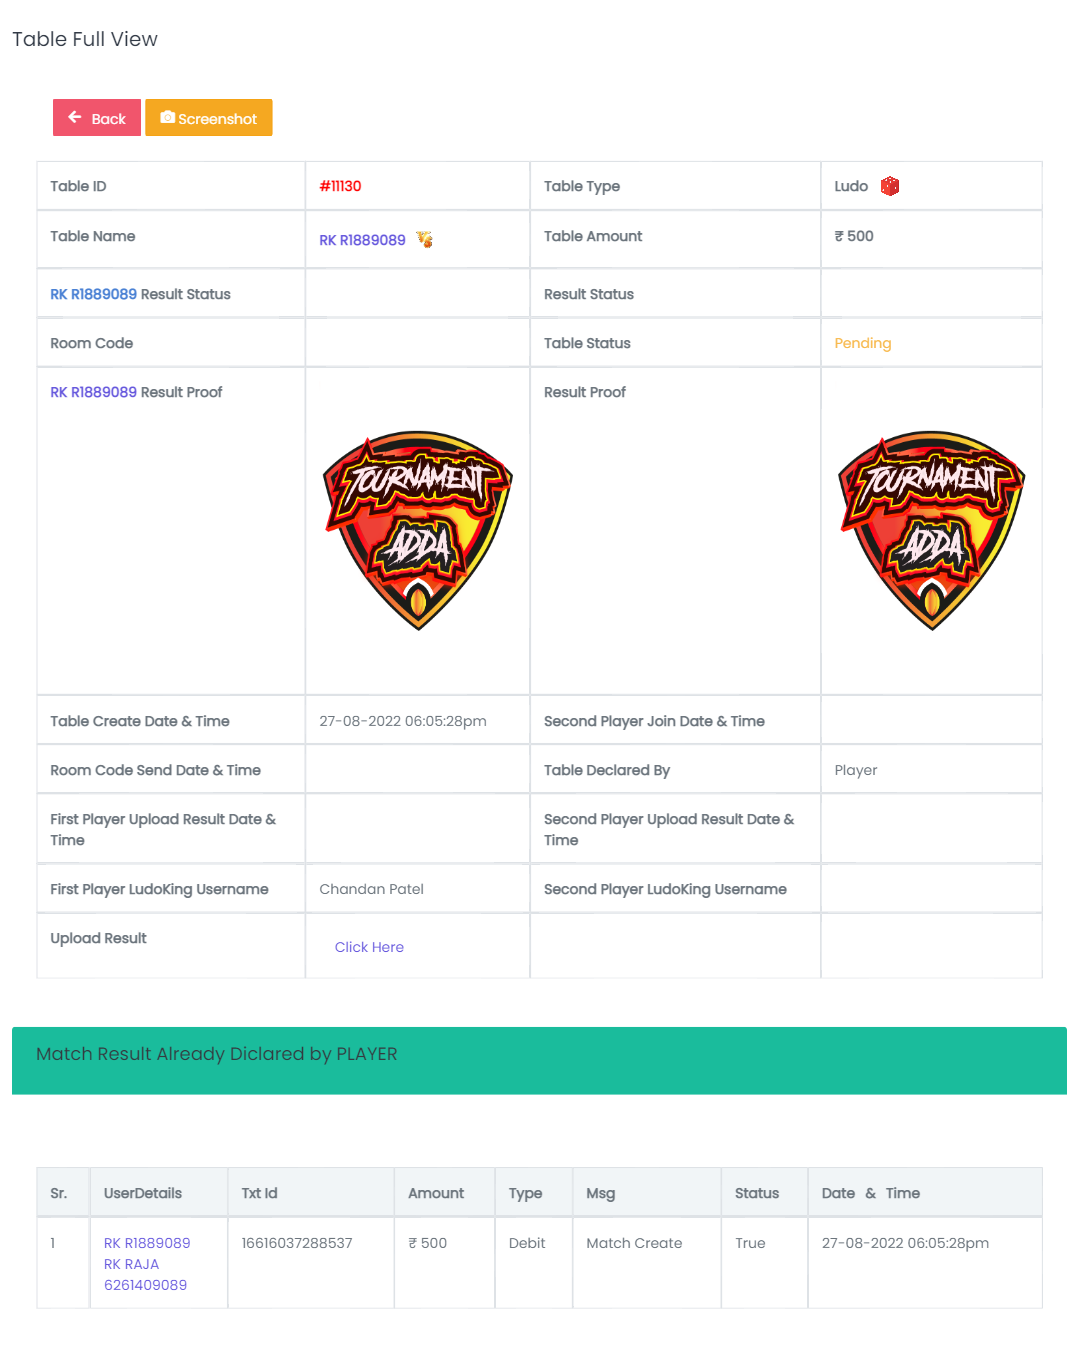 Table Full View
Back
Screenshot
Table ID
#11130
Table Type
Ludo
Table Name
RK R1889089
Table Amount
₹ 500
RK R1889089 Result Status
Result Status
Room Code
Table Status
Pending
RK R1889089 Result Proof
Result Proof
TOURNAMENT
ADDA
TOURNAMENT
ADDA
Table Create Date & Time
27-08-2022 06:05:28pm
Second Player Join Date & Time
Room Code Send Date & Time
Table Declared By
Player
First Player Upload Result Date &
Time
Second Player Upload Result Date &
Time
First Player LudoKing Username
Chandan Patel
Second Player LudoKing Username
Upload Result
Click Here
Match Result Already Diclared by PLAYER
Sr.
UserDetails
Txt Id
Amount
Type
Msg
Status
Date & Time
1
RK R1889089
RK RAJA
6261409089
16616037288537
₹ 500
Debit
Match Create
True
27-08-2022 06:05:28pm